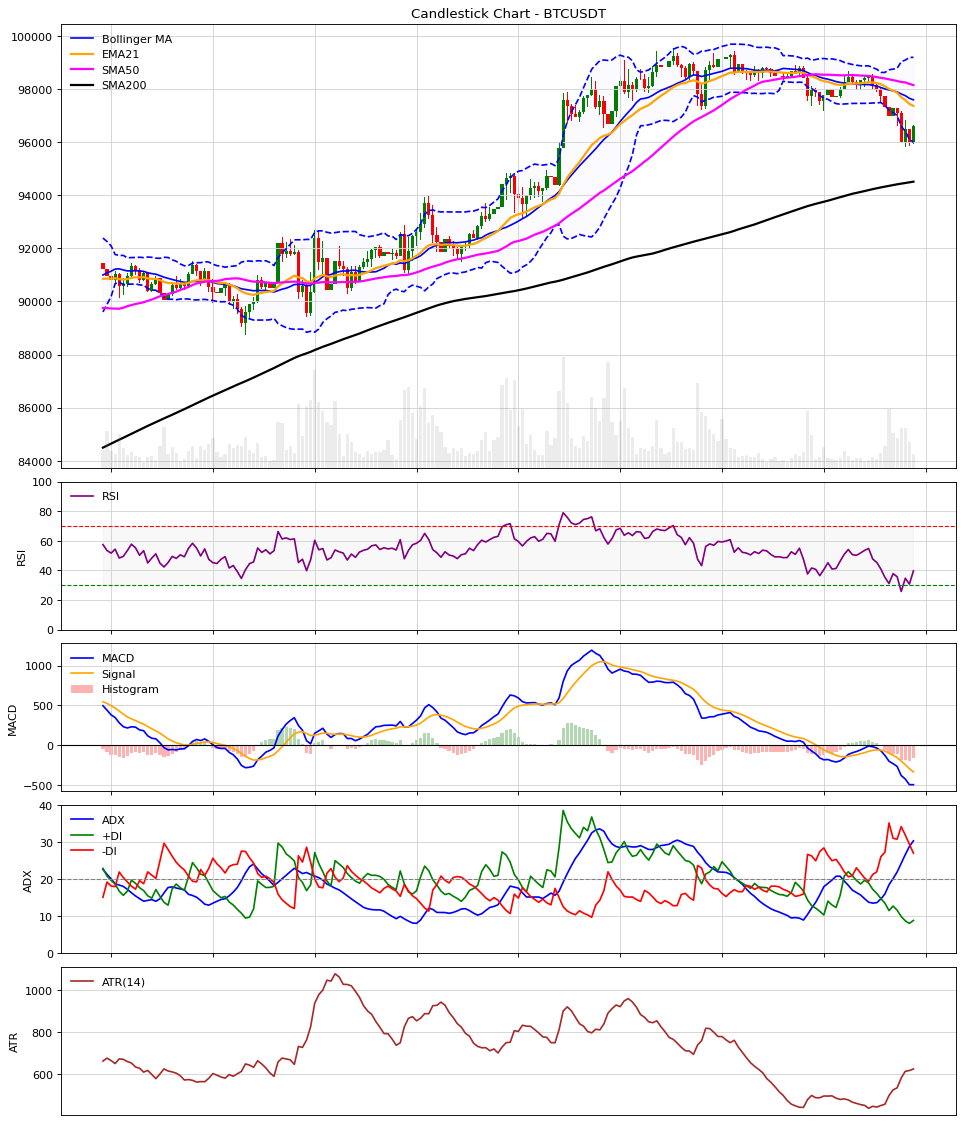 Candlestick Chart - BTCUSDT
Bollinger MA
EMA21
SMA50
SMA200
100000
98000
96000
94000
92000
90000
88000
86000
84000
RSI
RSI
100
80
60
40
20
0
MACD
Signal
Histogram
MACD
1000
500
0
−500
ADX
+DI
-DI
ADX
40
30
20
10
0
ATR(14)
ATR
1000
800
600